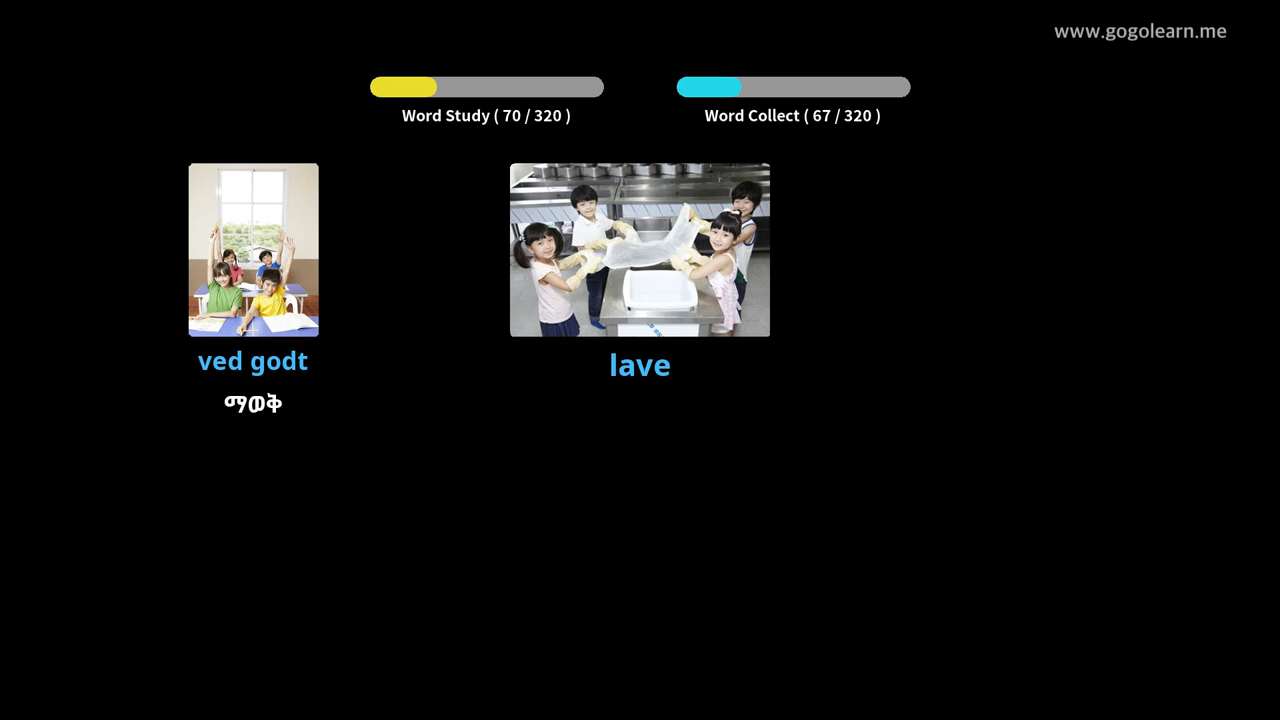 www.gogolearn.me
Word Study ( 70 / 320 )
Word Collect ( 67 / 320 )
ved godt
ማወቅ
lave